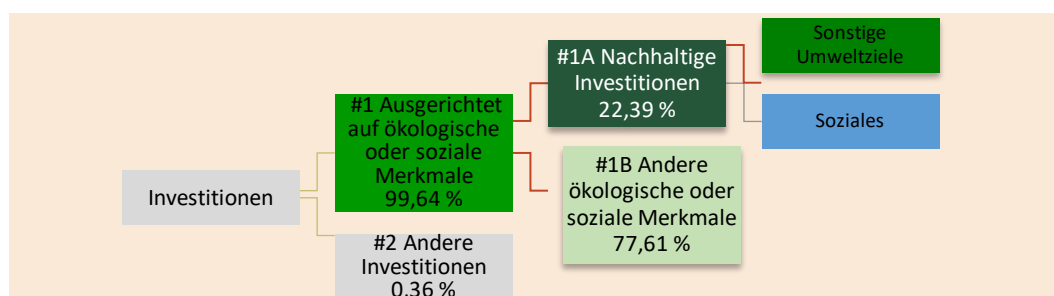 Investitionen
#1 Ausgerichtet
auf ökologische
oder soziale
Merkmale
99,64 %
#2 Andere
Investitionen
0,36 %
#1A Nachhaltige
Investitionen
22,39 %
#1B Andere
ökologische oder
soziale Merkmale
77,61 %
Sonstige
Umweltziele
Soziales